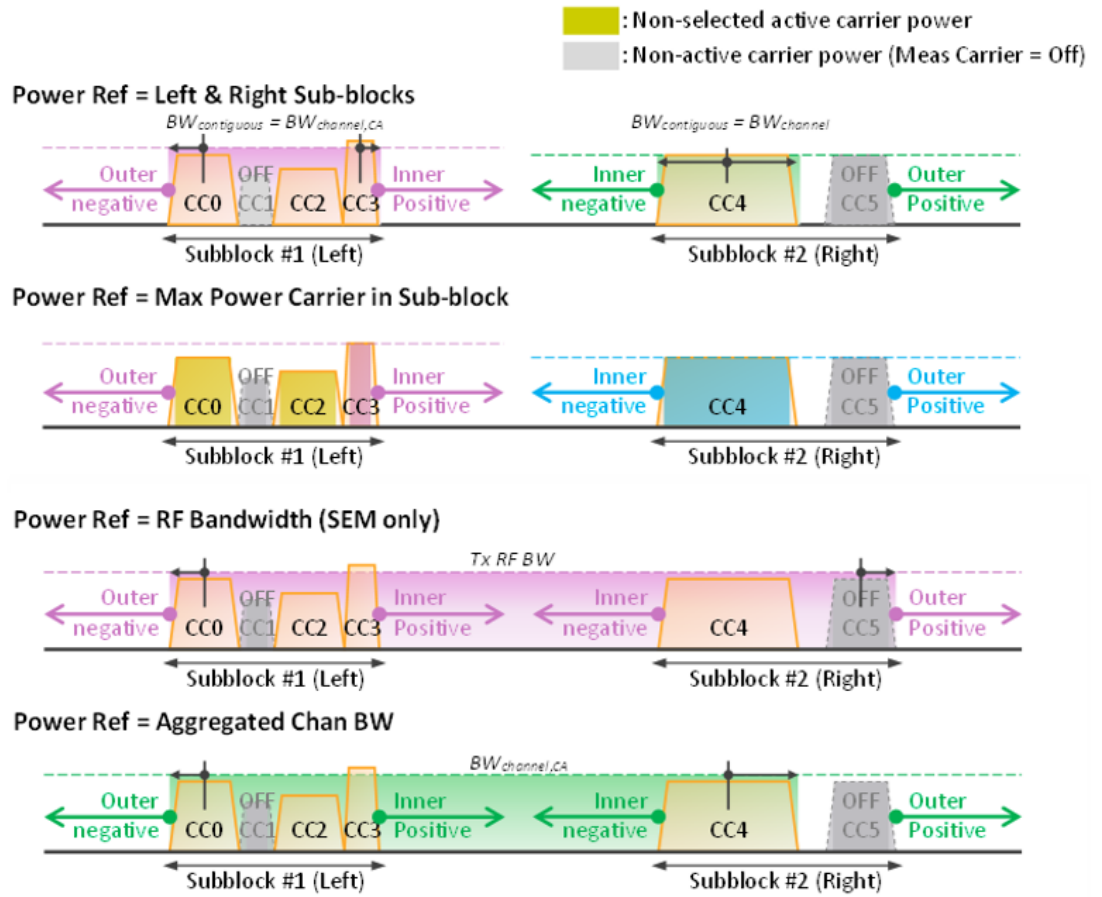 : Non-selected active carrier power
: Non-active carrier power (Meas Carrier = Off)
Power Ref = Left & Right Sub-blocks
BWcontiguous = BWchannel,CA
BWcontiguous = BWchannel
Outer
negative
CC0
OFF
CC1
CC2
CC3
Inner
Positive
Inner
negative
CC4
OFF
CC5
Outer
Positive
Subblock #1 (Left)
Subblock #2 (Right)
Power Ref = Max Power Carrier in Sub-block
Outer
negative
CC0
OFF
CC1
CC2
CC3
Inner
Positive
Inner
negative
CC4
OFF
CC5
Outer
Positive
Subblock #1 (Left)
Subblock #2 (Right)
Power Ref = RF Bandwidth (SEM only)
Tx RF BW
Outer
negative
CC0
OFF
CC1
CC2
CC3
Inner
Positive
Inner
negative
CC4
OFF
CC5
Outer
Positive
Subblock #1 (Left)
Subblock #2 (Right)
Power Ref = Aggregated Chan BW
BWchannel,CA
Outer
negative
CC0
OFF
CC1
CC2
CC3
Inner
Positive
Inner
negative
CC4
OFF
CC5
Outer
Positive
Subblock #1 (Left)
Subblock #2 (Right)